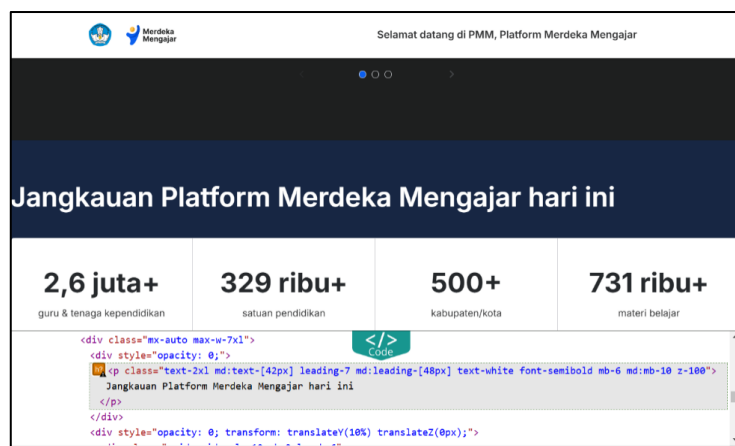 Merdeka
Mengajar
Selamat datang di PMM, Platform Merdeka Mengajar
Jangkauan Platform Merdeka Mengajar hari ini
2,6 juta+
329 ribu+
500+
731 ribu+
guru & tenaga kependidikan
satuan pendidikan
kabupaten/kota
materi belajar
</>
Code
<div class="mx-auto max-w-7xl">
<div style="opacity: 0;">
<p class="text-2xl md:text-[42px] leading-7 md:leading-[48px] text-white font-semibold mb-6 md:mb-10 z-100">
Jangkauan Platform Merdeka Mengajar hari ini
</p>
</div>
<div style="opacity: 0; transform: translateY(10%) translateZ(0px);">